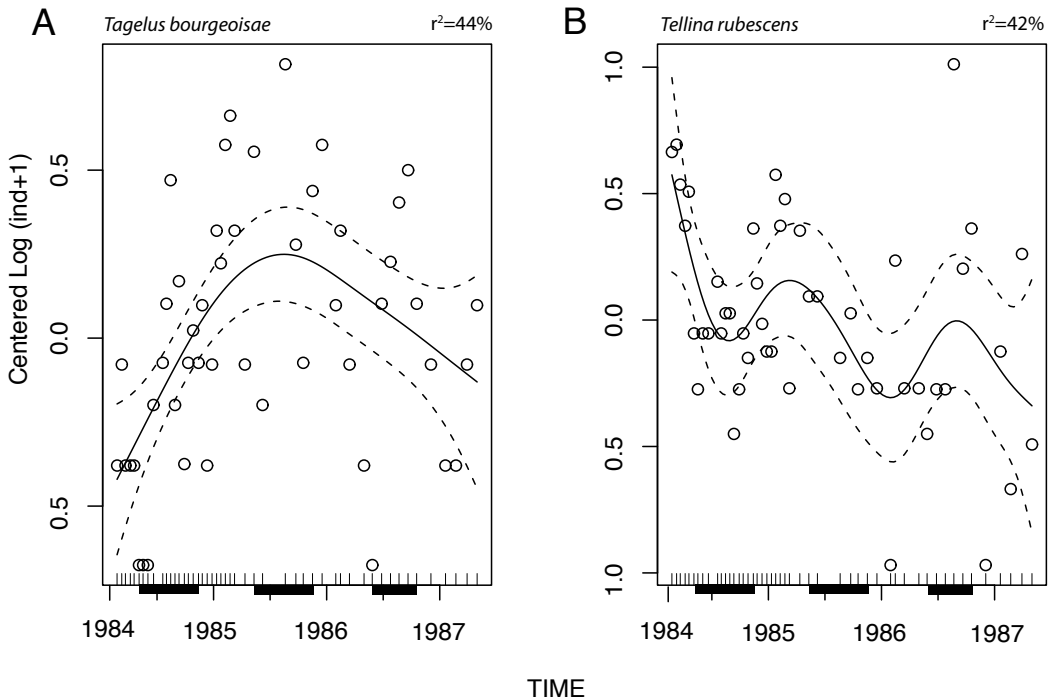 A Tagelus bourgeoisae r²=44%
B Tellina rubescens r²=42%
Centered Log (ind+1)
0.5
0.0
0.5
1.0
0.5
0.0
0.5
1.0
1984 1985 1986 1987
1984 1985 1986 1987
TIME